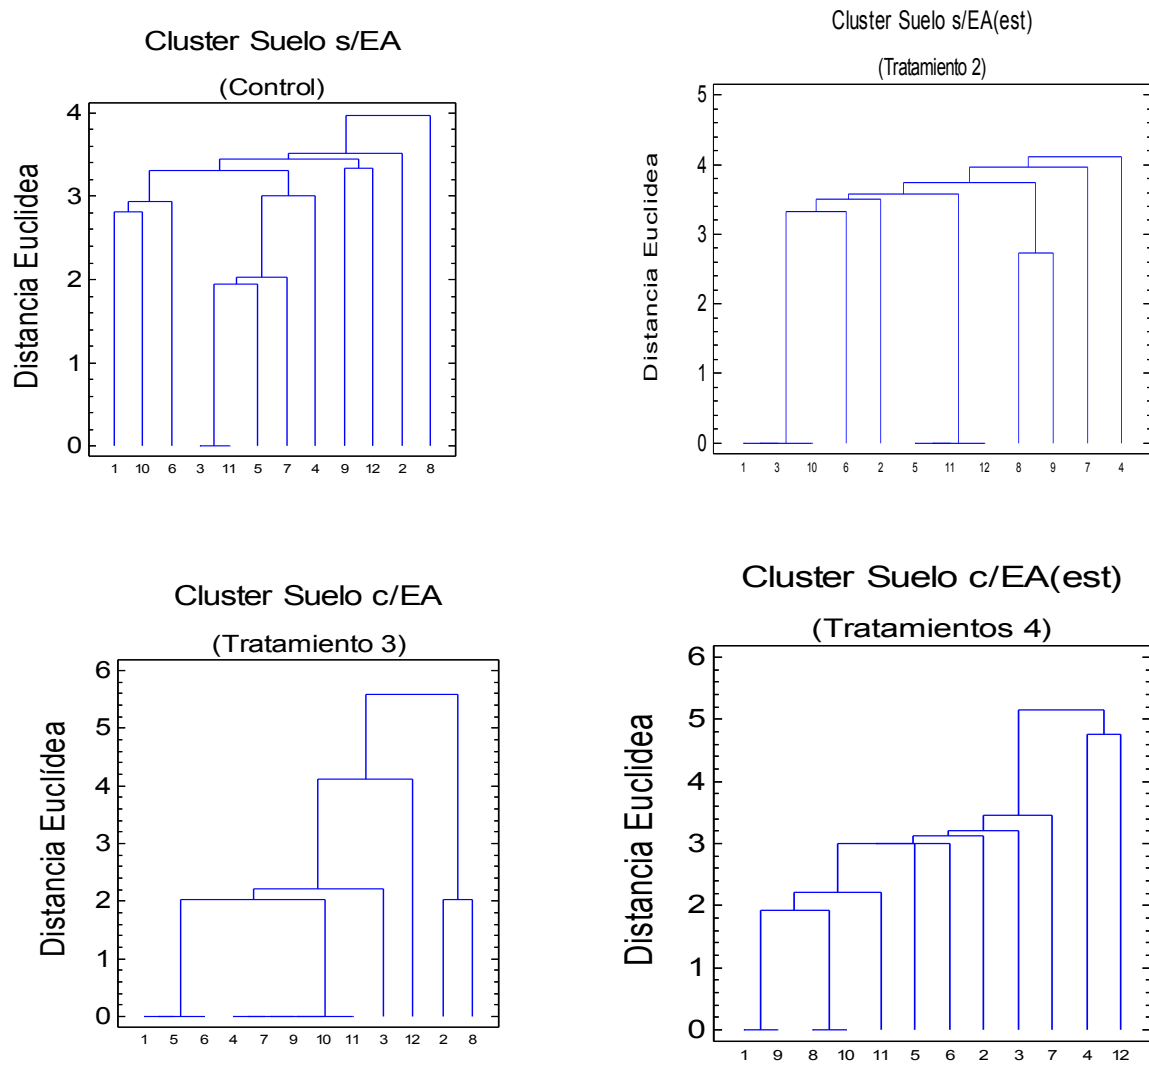 Cluster Suelo s/EA
(Control)
Distancia Euclidea
4
3
2
1
0
1 10 6 3 11 5 7 4 9 12 2 8
Cluster Suelo s/EA(est)
(Tratamiento 2)
Distancia Euclidea
5
4
3
2
1
0
1 3 10 6 2 5 11 12 8 9 7 4
Cluster Suelo c/EA
(Tratamiento 3)
Distancia Euclídea
6
5
4
3
2
1
0
1 5 6 4 7 9 10 11 3 12 2 8
Cluster Suelo c/EA(est)
(Tratamientos 4)
Distancia Euclidea
6
5
4
3
2
1
0
1 9 8 10 11 5 6 2 3 7 4 12